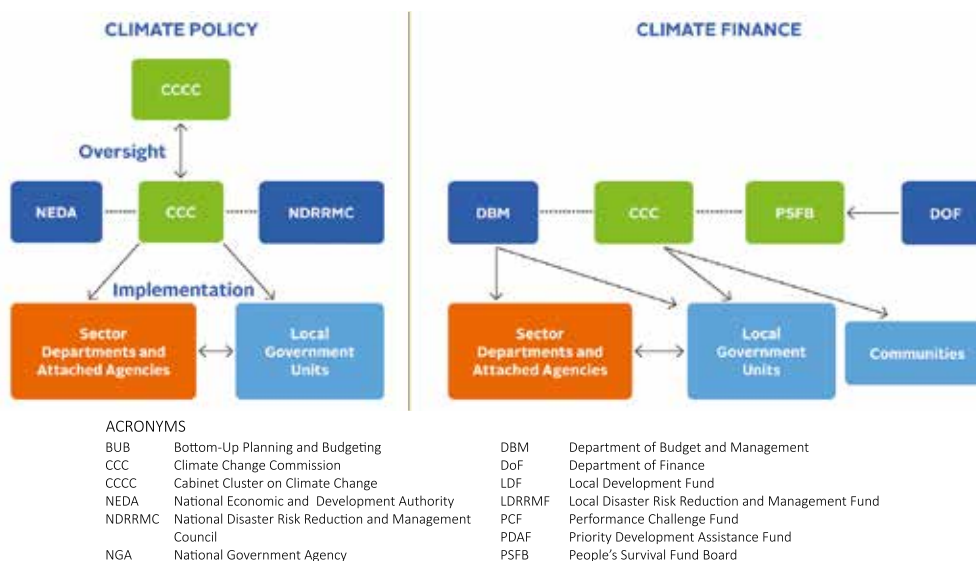 CLIMATE POLICY
CCCC
Oversight
NEDA
CCC
NDRRMC
Implementation
Sector
Departments and
Attached Agencies
Local
Government
Units
CLIMATE FINANCE
DBM
CCC
PSFB
DOF
Sector
Departments and
Attached Agencies
Local
Government
Units
Communities
ACRONYMS
BUB Bottom-Up Planning and Budgeting
CCC Climate Change Commission
CCCC Cabinet Cluster on Climate Change
NEDA National Economic and Development Authority
NDRRMC National Disaster Risk Reduction and Management
Council
NGA National Government Agency
DBM Department of Budget and Management
DoF Department of Finance
LDF Local Development Fund
LDRRMF Local Disaster Risk Reduction and Management Fund
PCF Performance Challenge Fund
PDAF Priority Development Assistance Fund
PSFB People's Survival Fund Board